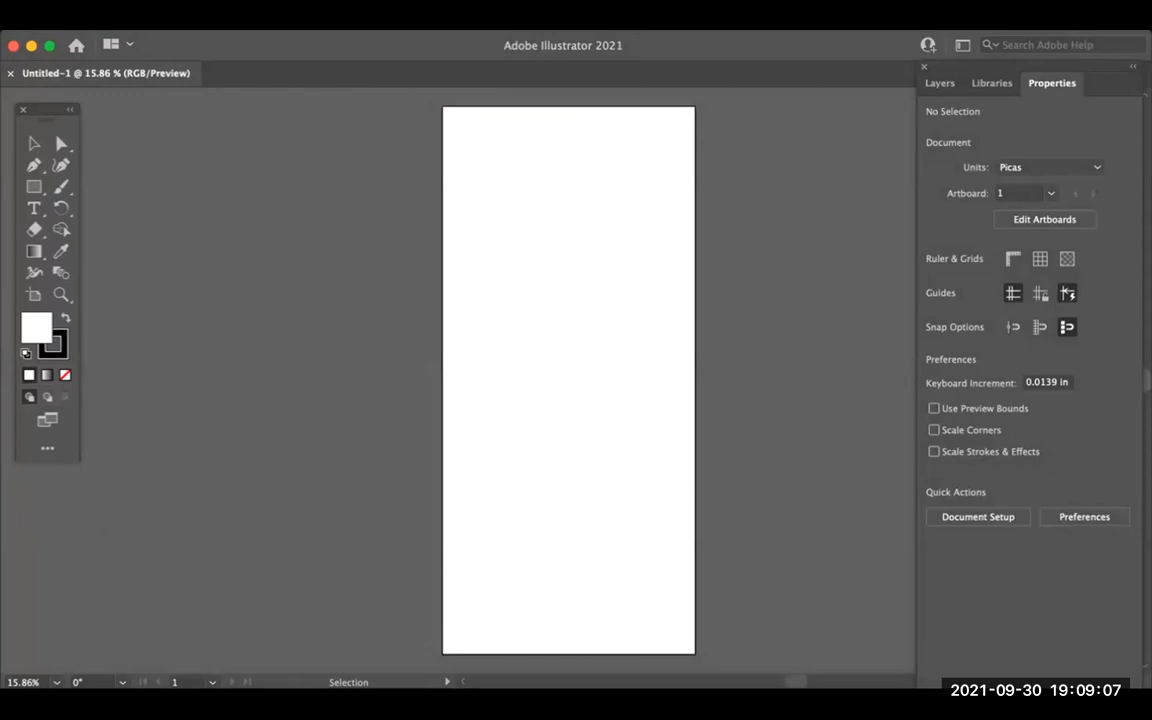 Adobe Illustrator 2021
Search Adobe Help
Untitled-1 @ 15.86 % (RGB/Preview)
Layers Libraries Properties
No Selection
Document
Units: Picas
Artboard: 1
Edit Artboards
Ruler & Grids
Guides
Snap Options
Preferences
Keyboard Increment: 0.0139 in
Use Preview Bounds
Scale Corners
Scale Strokes & Effects
Quick Actions
Document Setup Preferences
15.86% 0° 1 Selection
2021-09-30 19:09:07